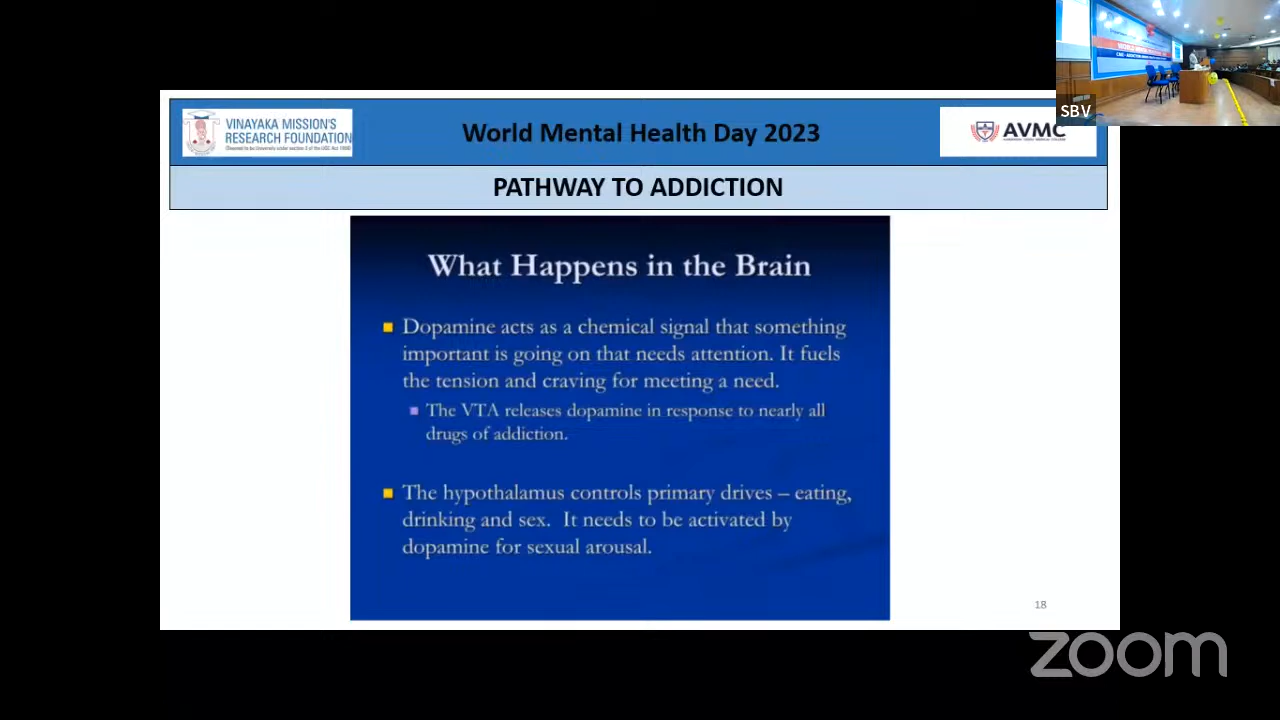 SBV
VINAYAKA MISSION'S
RESEARCH FOUNDATION
World Mental Health Day 2023
AVMC
PATHWAY TO ADDICTION
What Happens in the Brain
Dopamine acts as a chemical signal that something
important is going on that needs attention. It fuels
the tension and craving for meeting a need.
The VTA releases dopamine in response to nearly all
drugs of addiction.
The hypothalamus controls primary drives – eating,
drinking and sex. It needs to be activated by
dopamine for sexual arousal.
18
zoom